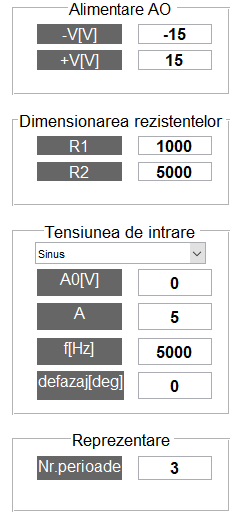 Alimentare AO
-V[V] -15
+V[V] 15
Dimensionarea rezistentelor
R1 1000
R2 5000
Tensiunea de intrare
Sinus
A0[V] 0
A 5
f[Hz] 5000
defazaj[deg] 0
Reprezentare
Nr.perioade 3